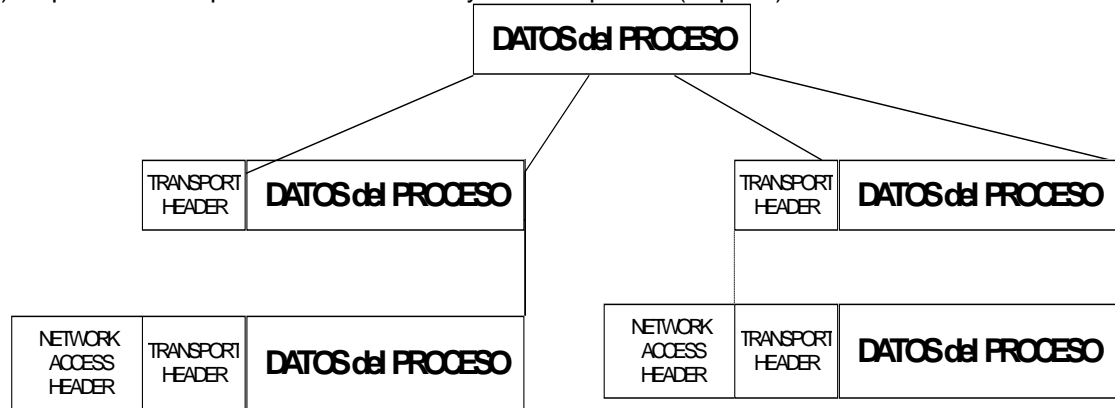 DATOS del PROCESO
TRANSPORT
HEADER
DATOS del PROCESO
TRANSPORT
HEADER
DATOS del PROCESO
NETWORK
ACCESS
HEADER
TRANSPORT
HEADER
DATOS del PROCESO
NETWORK
ACCESS
HEADER
TRANSPORT
HEADER
DATOS del PROCESO